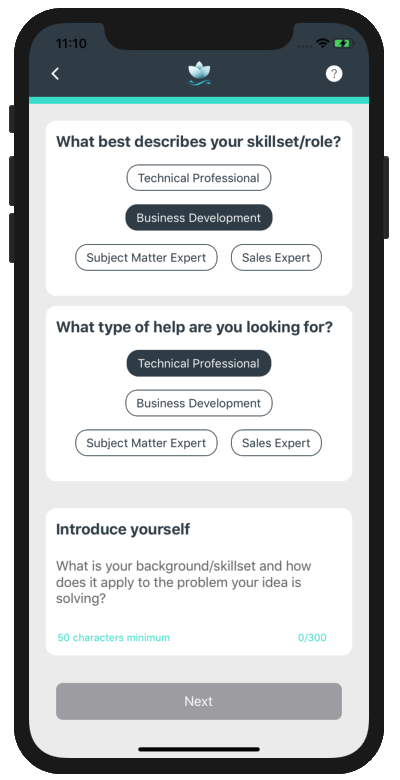 11:10
?
What best describes your skillset/role?
Technical Professional
Business Development
Subject Matter Expert Sales Expert
What type of help are you looking for?
Technical Professional
Business Development
Subject Matter Expert Sales Expert
Introduce yourself
What is your background/skillset and how
does it apply to the problem your idea is
solving?
50 characters minimum 0/300
Next